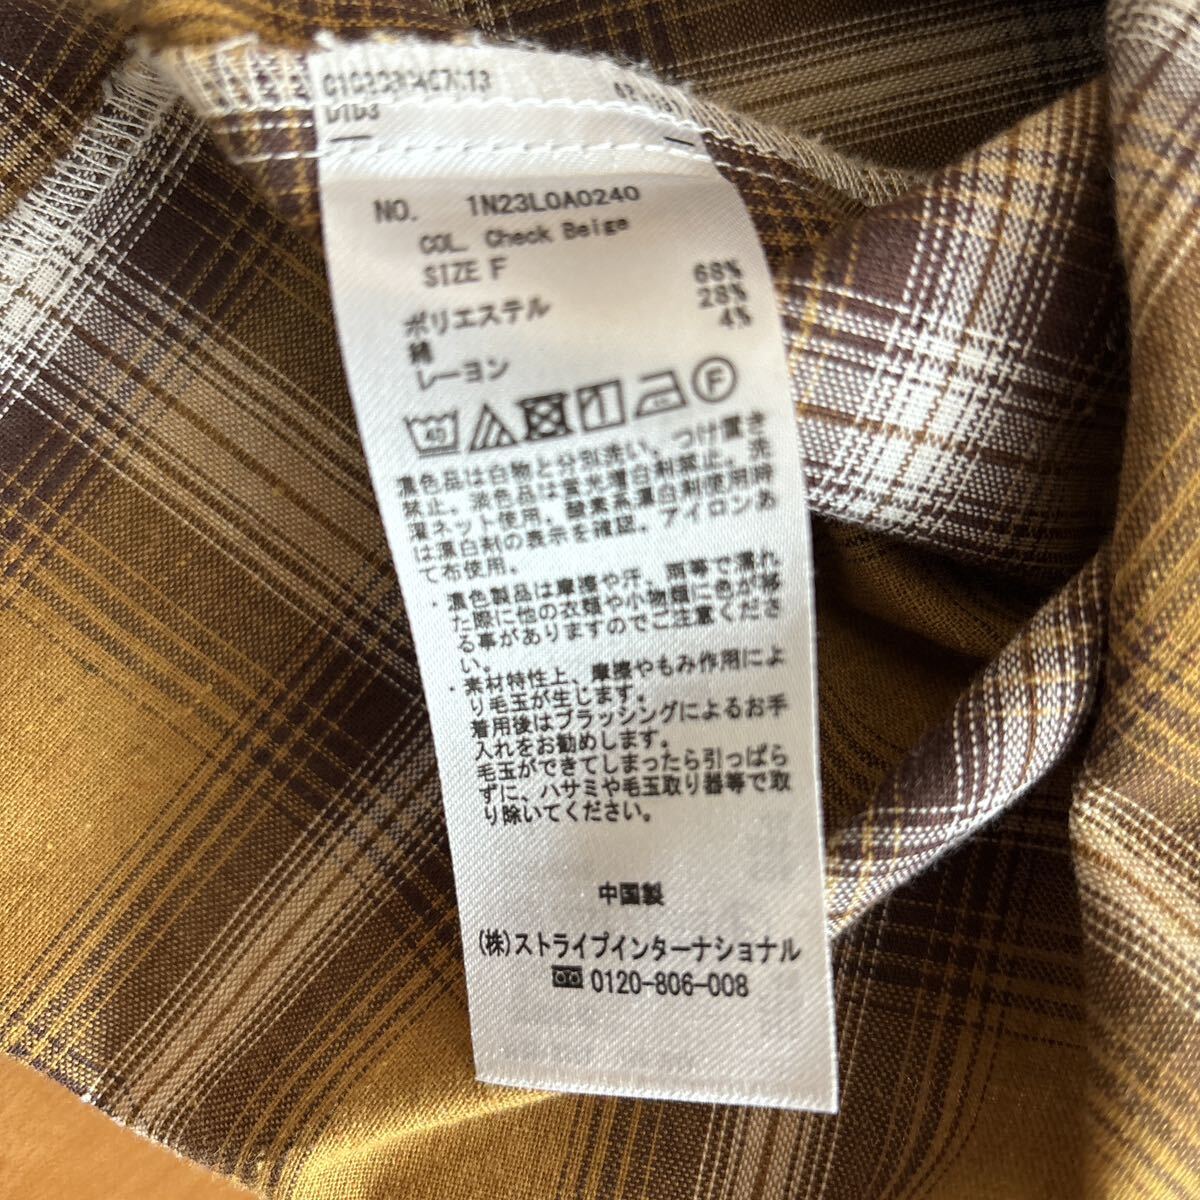 D1D3
NO. 1N23L0A0240
COL. Check Beige
SIZE F
ポリエステル 68%
綿 28%
レーヨン 4%
40 F
濃色品は白物と分別洗い、つけ置き
禁止。淡色品は蛍光増白剤禁止。洗
濯ネット使用。酸素系漂白剤使用時
は漂白剤の表示を確認。アイロンあ
て布使用。
・濃色製品は摩擦や汗、雨等で濡れ
た際に他の衣類や小物類に色が移
る事がありますのでご注意くださ
い。
・素材特性上、摩擦やもみ作用によ
り毛玉が生じます。
着用後はブラッシングによるお手
入れをお勧めします。
毛玉ができてしまったら引っぱら
ずに、ハサミや毛玉取り器等で取
り除いてください。
中国製
(株)ストライプインターナショナル
0120-806-008